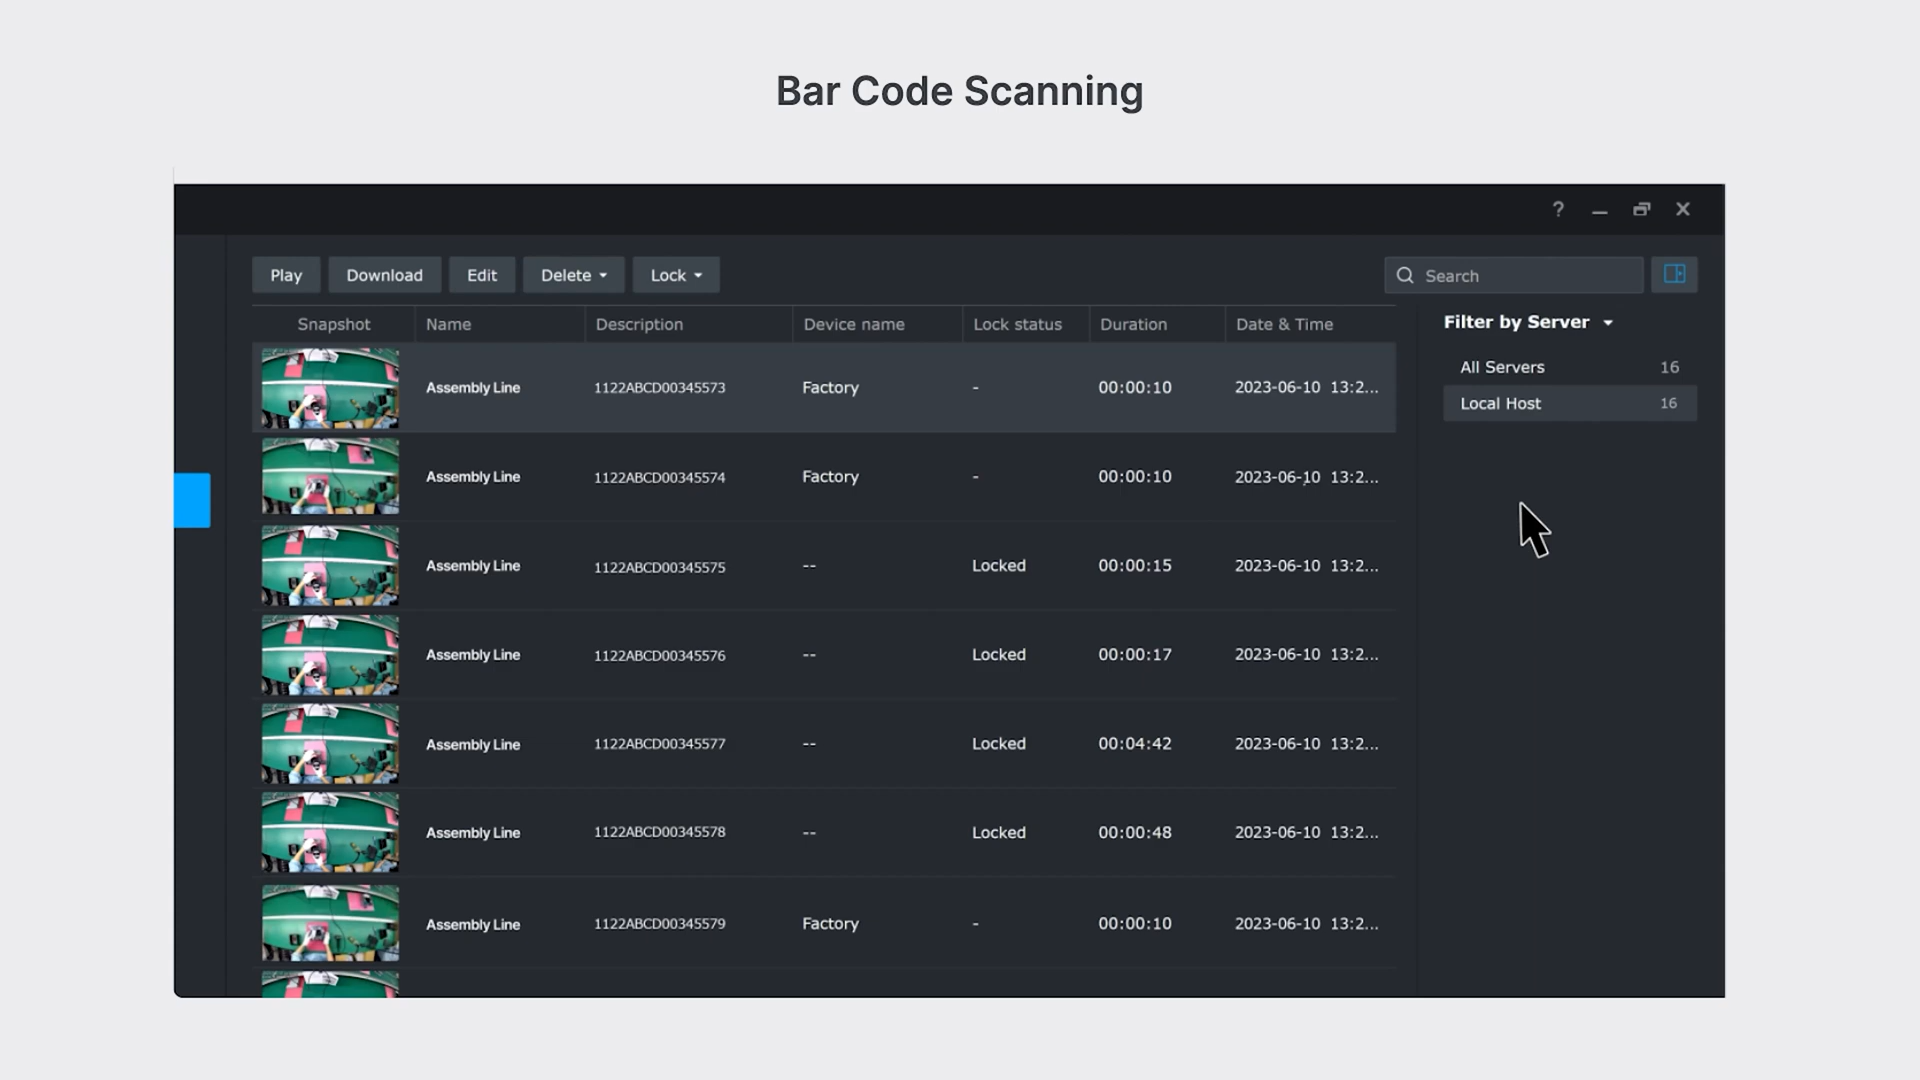 Bar Code Scanning
?
Play Download Edit Delete Lock Search
Snapshot Name Description Device name Lock status Duration Date & Time Filter by Server
All Servers 16
Local Host 16
Assembly Line 1122ABCD00345573 Factory - 00:00:10 2023-06-10 13:2...
Assembly Line 1122ABCD00345574 Factory - 00:00:10 2023-06-10 13:2...
Assembly Line 1122ABCD00345575 -- Locked 00:00:15 2023-06-10 13:2...
Assembly Line 1122ABCD00345576 -- Locked 00:00:17 2023-06-10 13:2...
Assembly Line 1122ABCD00345577 -- Locked 00:04:42 2023-06-10 13:2...
Assembly Line 1122ABCD00345578 -- Locked 00:00:48 2023-06-10 13:2...
Assembly Line 1122ABCD00345579 Factory - 00:00:10 2023-06-10 13:2...